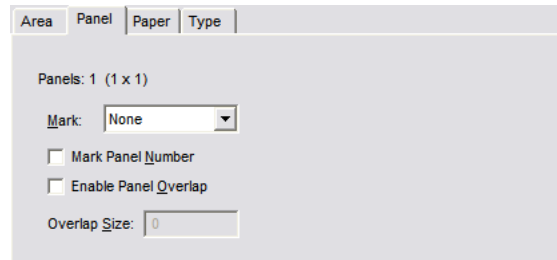 Area Panel Paper Type
Panels: 1 (1 x 1)
Mark: None
Mark Panel Number
Enable Panel Overlap
Overlap Size: 0